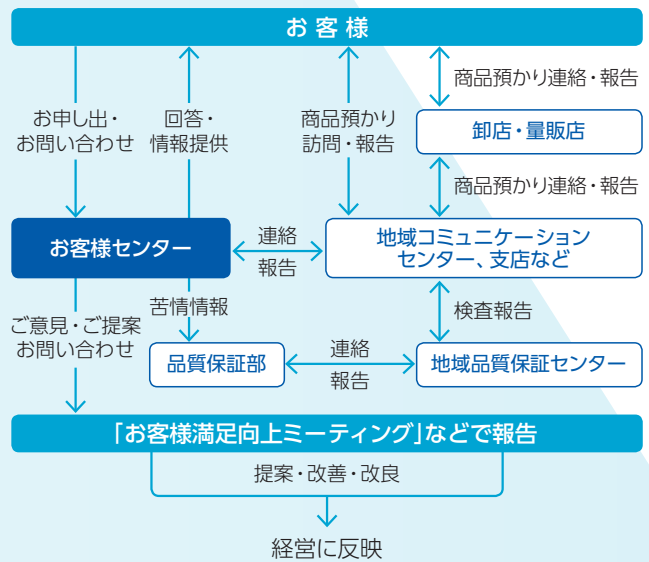 お客様
商品預かり連絡・報告
お申し出・
お問い合わせ
回答・
情報提供
商品預かり
訪問・報告
卸店・量販店
商品預かり連絡・報告
お客様センター
連絡
報告
地域コミュニケーション
センター、支店など
苦情情報
検査報告
ご意見・ご提案
お問い合わせ
品質保証部
連絡
報告
地域品質保証センター
「お客様満足向上ミーティング」などで報告
提案・改善・改良
経営に反映